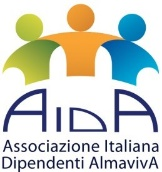 AIDA
Associazione Italiana
Dipendenti AlmavivA